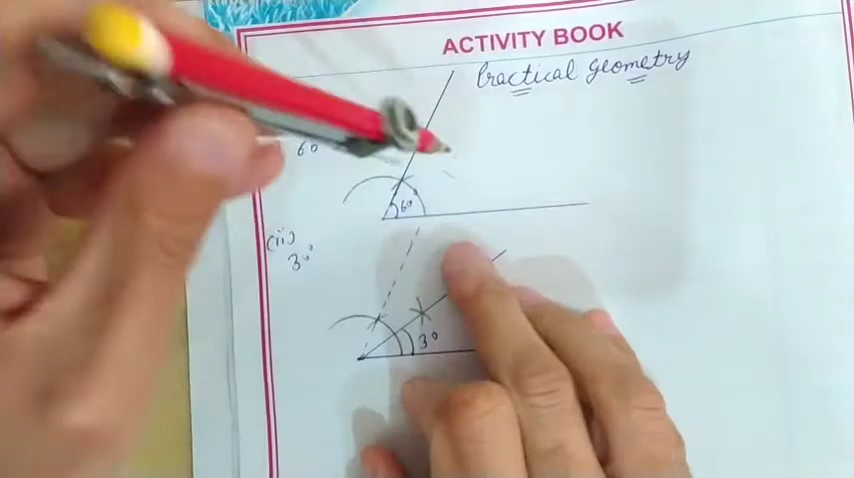 ACTIVITY BOOK
Practical geometry
60
60
(ii)
30°
30